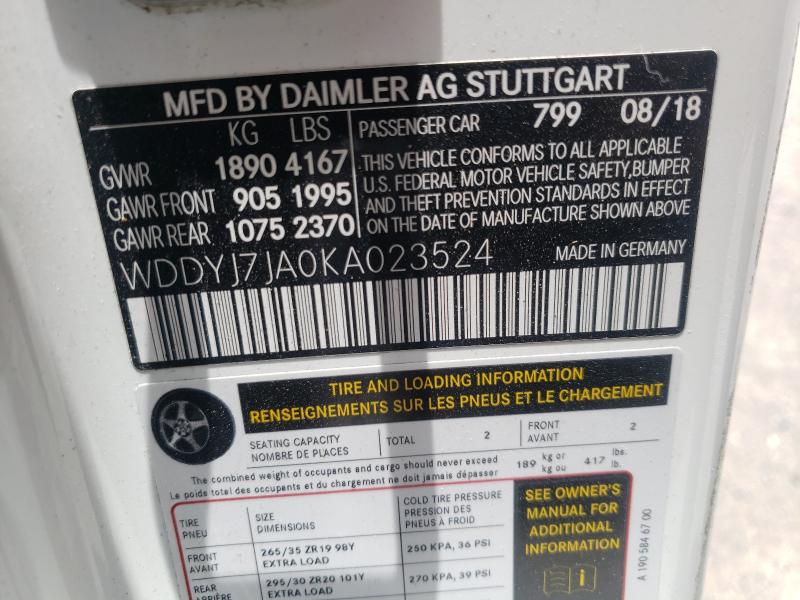 MFD BY DAIMLER AG STUTTGART
KG LBS
PASSENGER CAR 799 08/18
GVWR 1890 4167
GAWR FRONT 905 1995
GAWR REAR 1075 2370
THIS VEHICLE CONFORMS TO ALL APPLICABLE
U.S. FEDERAL MOTOR VEHICLE SAFETY, BUMPER
AND THEFT PREVENTION STANDARDS IN EFFECT
ON THE DATE OF MANUFACTURE SHOWN ABOVE
WDDYJ7JA0KA023524
MADE IN GERMANY
TIRE AND LOADING INFORMATION
RENSEIGNEMENTS SUR LES PNEUS ET LE CHARGEMENT
SEATING CAPACITY
NOMBRE DE PLACES
TOTAL 2
FRONT
AVANT
2
The combined weight of occupants and cargo should never exceed
Le poids total des occupants et du chargement ne doit jamais dépasser
189 kg or
kg ou
417 lbs.
lb.
TIRE
PNEU
SIZE
DIMENSIONS
COLD TIRE PRESSURE
PRESSION DES
PNEUS À FROID
FRONT
AVANT
265/35 ZR19 98Y
EXTRA LOAD
250 KPA, 36 PSI
REAR
ARRIÈRE
295/30 ZR20 101Y
EXTRA LOAD
270 KPA, 39 PSI
SEE OWNER'S
MANUAL FOR
ADDITIONAL
INFORMATION
i
A 190 584 67 00